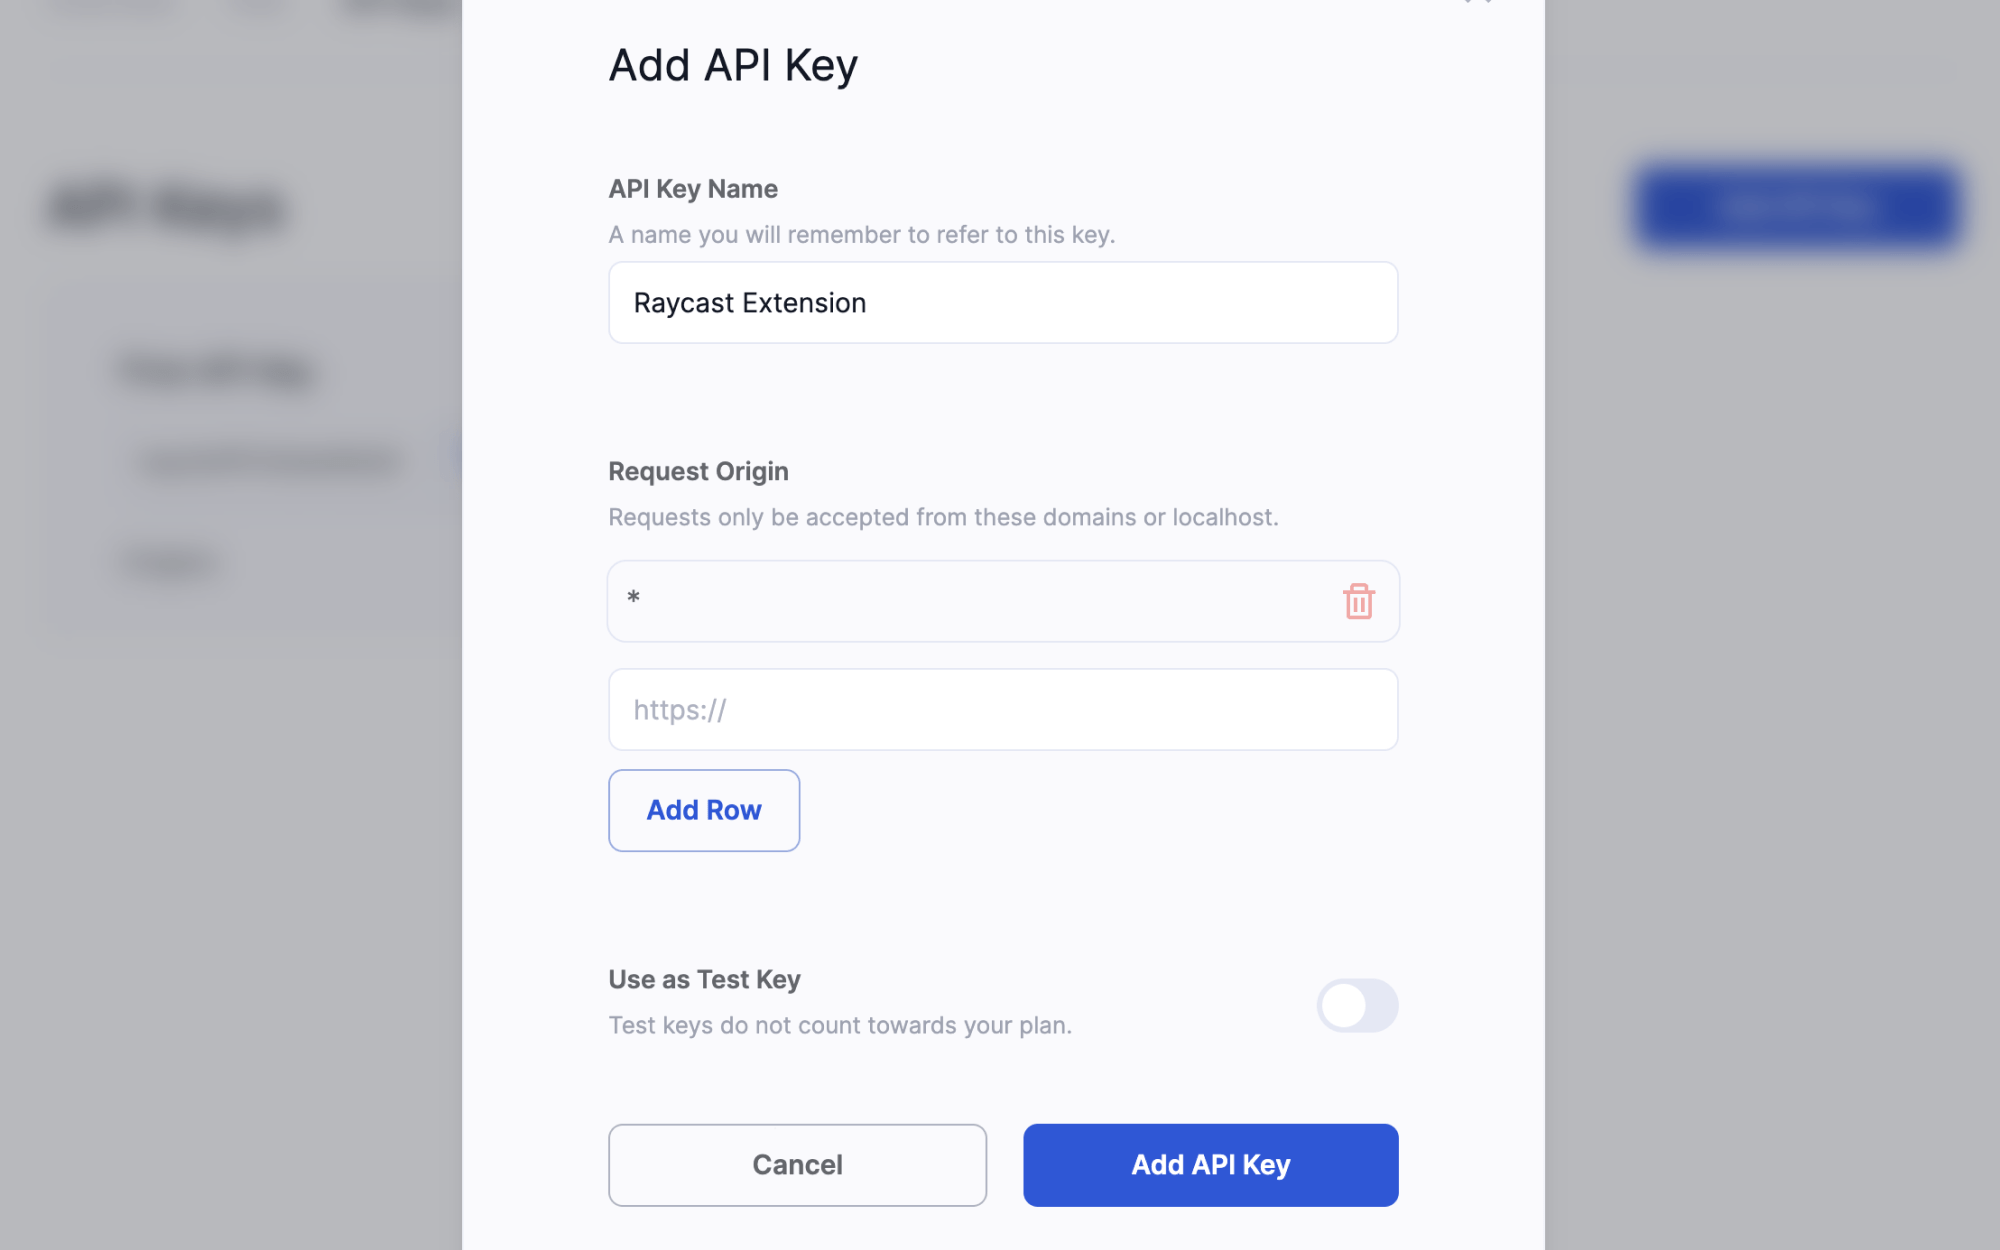 Add API Key
API Keys
API Key Name
A name you will remember to refer to this key.
Raycast Extension
Request Origin
Requests only be accepted from these domains or localhost.
*
https://
Add Row
Use as Test Key
Test keys do not count towards your plan.
Cancel
Add API Key